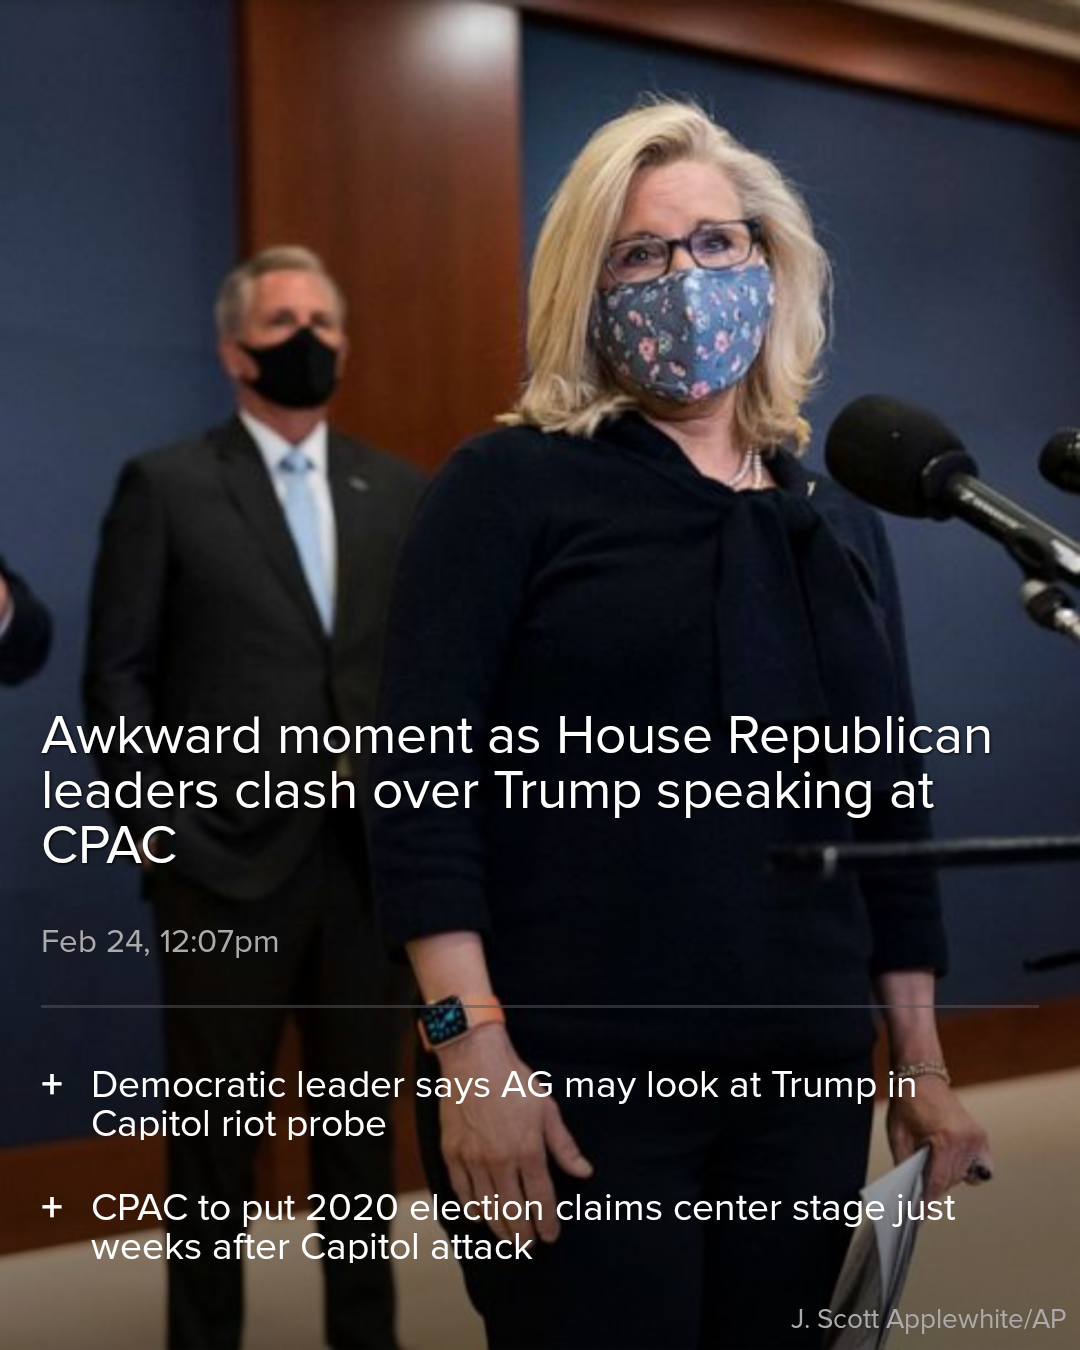 Awkward moment as House Republican
leaders clash over Trump speaking at
CPAC
Feb 24, 12:07pm
+ Democratic leader says AG may look at Trump in
Capitol riot probe
+ CPAC to put 2020 election claims center stage just
weeks after Capitol attack
J. Scott Applewhite/AP